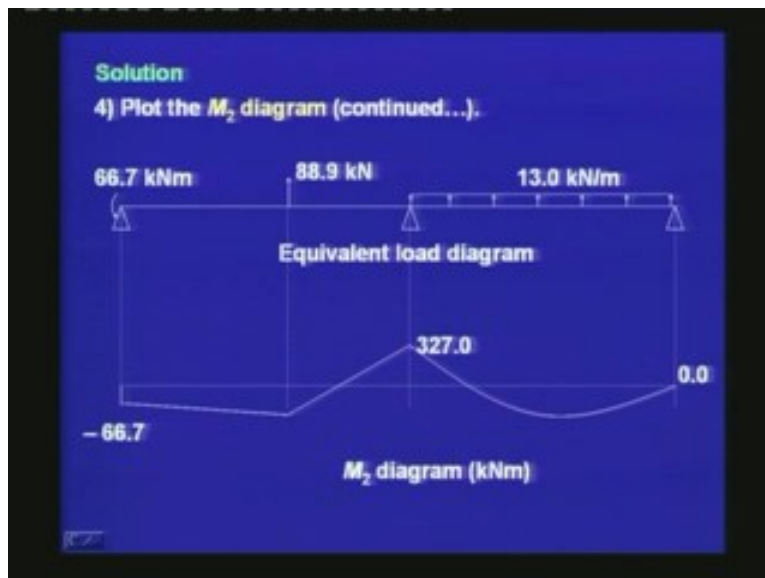 Solution
4) Plot the M₂ diagram (continued...).
66.7 kNm 88.9 kN 13.0 kN/m
Equivalent load diagram
327.0
0.0
– 66.7
M₂ diagram (kNm)